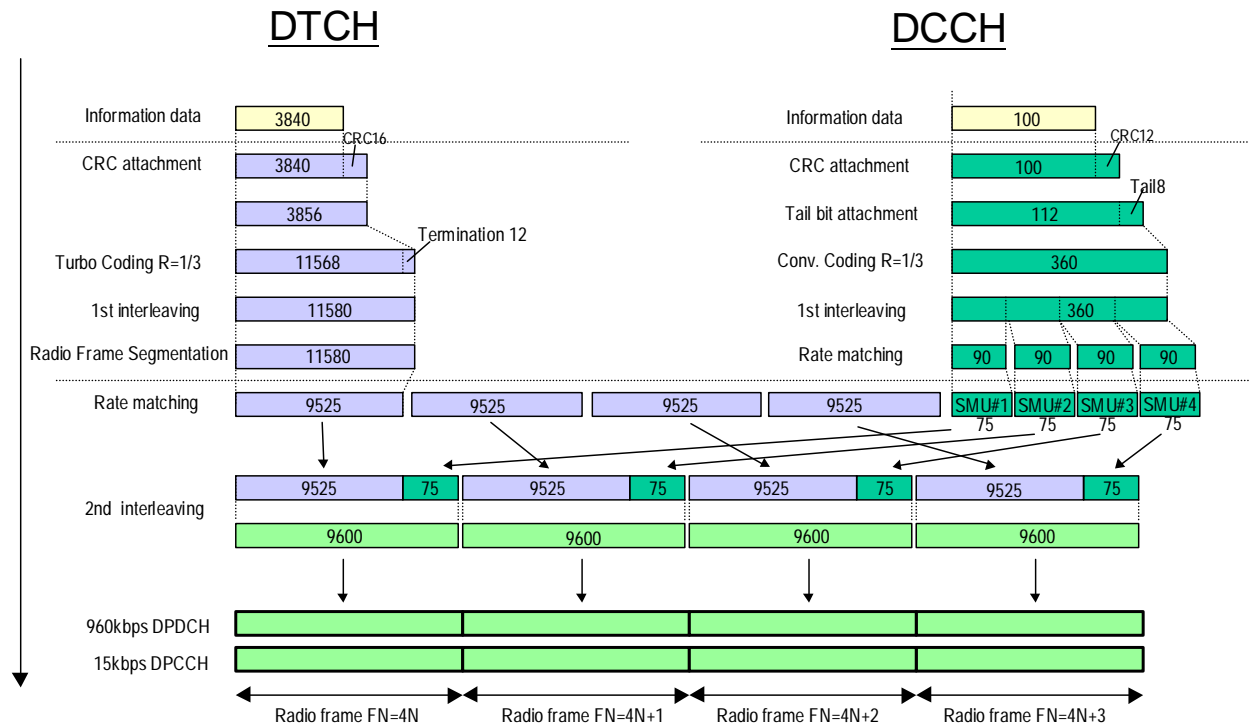 DTCH
DCCH
Information data
3840
Information data
100
CRC16
CRC12
CRC attachment
3840
CRC attachment
100
Tail8
3856
Tail bit attachment
112
Termination 12
Turbo Coding R=1/3
11568
Conv. Coding R=1/3
360
1st interleaving
11580
1st interleaving
360
Radio Frame Segmentation
11580
Rate matching
90
90
90
90
Rate matching
9525
9525
9525
9525
SMU#1
SMU#2
SMU#3
SMU#4
75
75
75
75
2nd interleaving
9525
75
9525
75
9525
75
9525
75
9600
9600
9600
9600
960kbps DPDCH
15kbps DPCCH
Radio frame FN=4N
Radio frame FN=4N+1
Radio frame FN=4N+2
Radio frame FN=4N+3